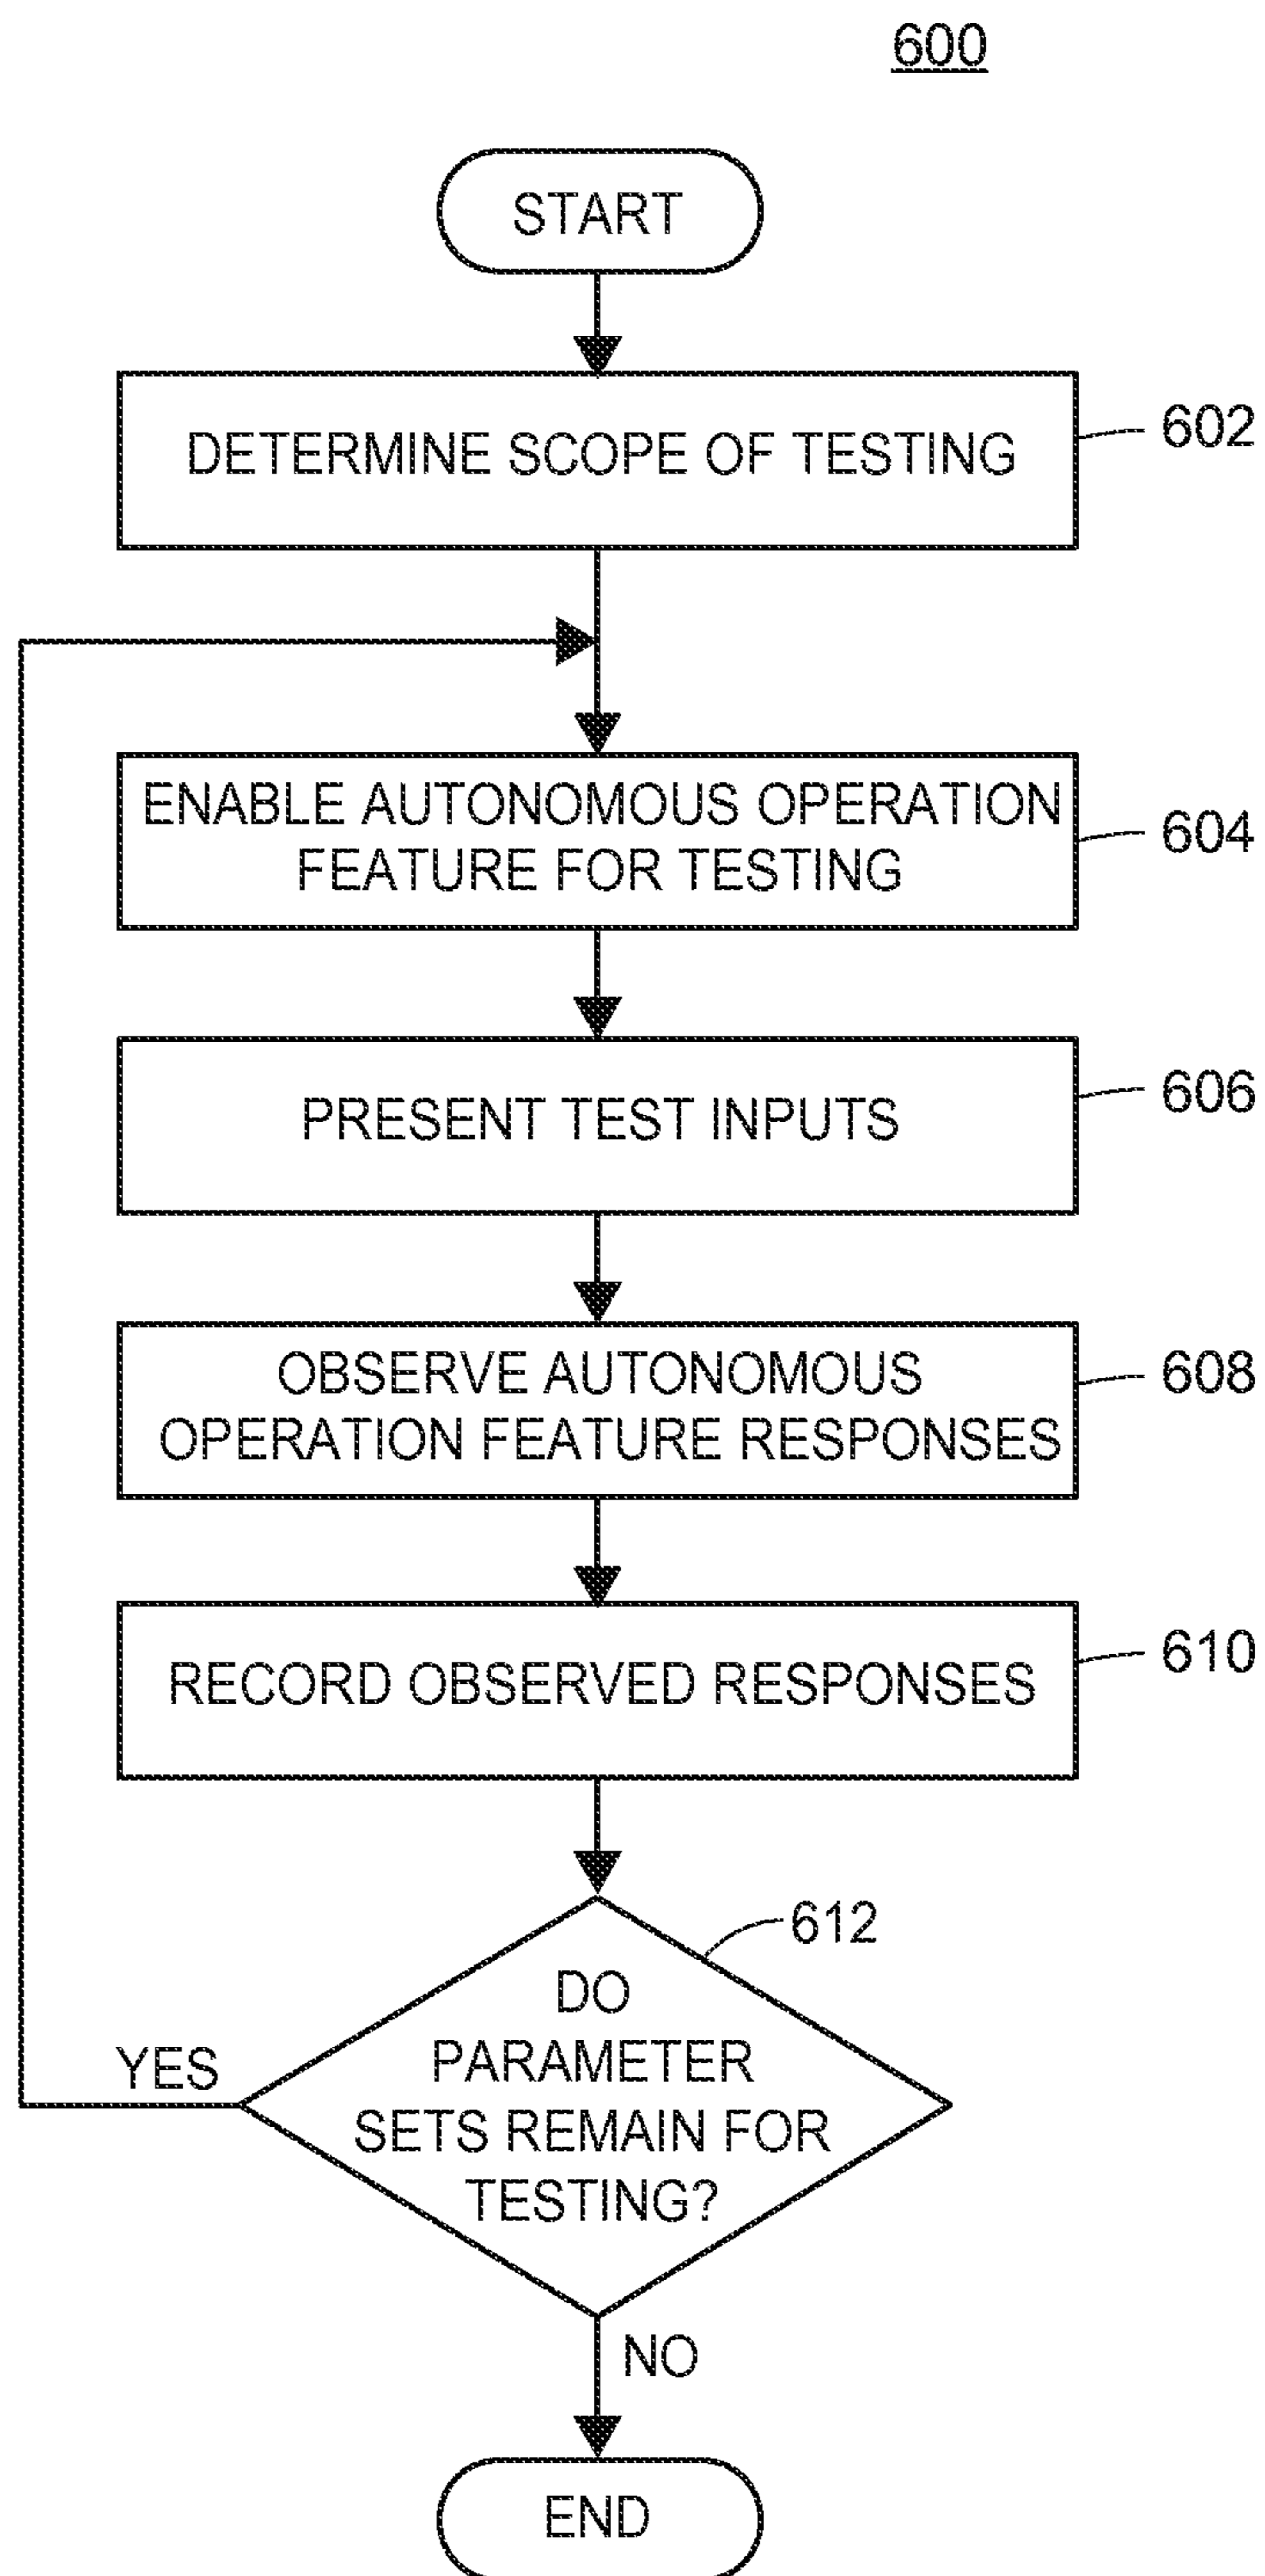 600
START
DETERMINE SCOPE OF TESTING
602
ENABLE AUTONOMOUS OPERATION
FEATURE FOR TESTING
604
PRESENT TEST INPUTS
606
OBSERVE AUTONOMOUS
OPERATION FEATURE RESPONSES
608
RECORD OBSERVED RESPONSES
610
612
DO
PARAMETER
SETS REMAIN FOR
TESTING?
YES
NO
END